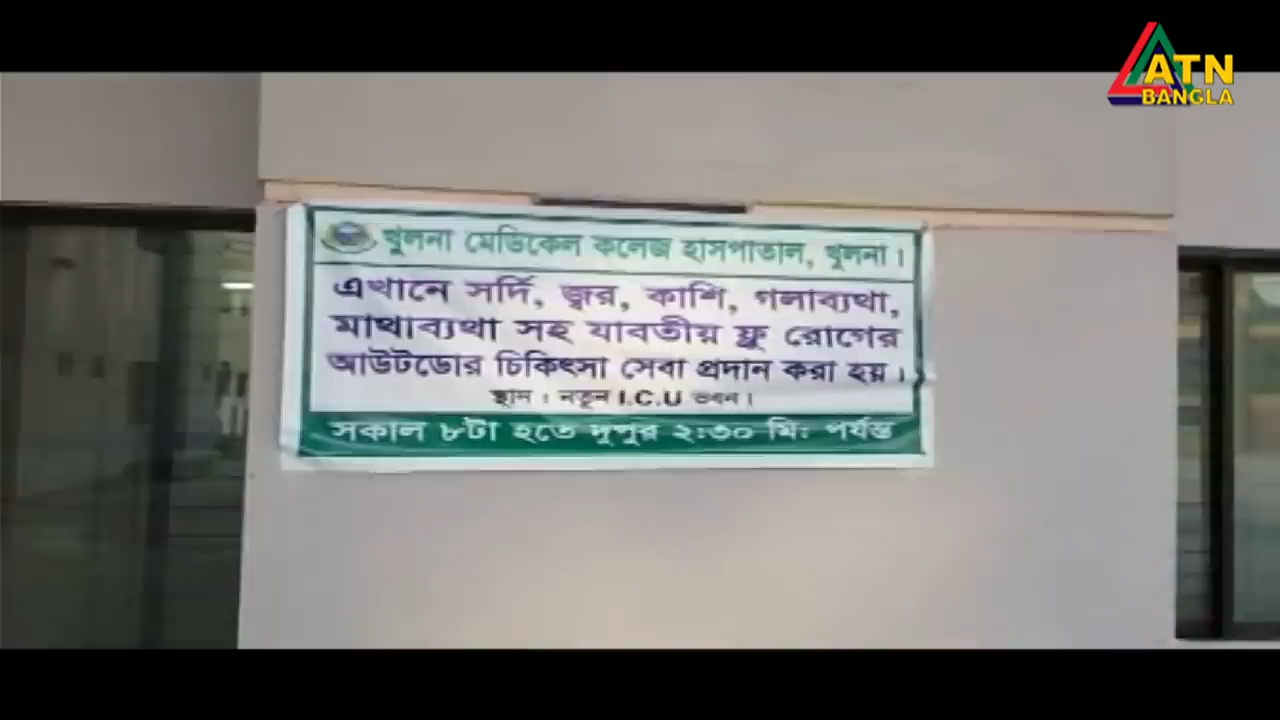 ATN
BANGLA
খুলনা মেডিকেল কলেজ হাসপাতাল, খুলনা।
এখানে সর্দি, জ্বর, কাশি, গলাব্যথা,
মাথাব্যথা সহ যাবতীয় ফ্লু রোগের
আউটডোর চিকিৎসা সেবা প্রদান করা হয়।
স্থান : নতুন I.C.U ভবন।
সকাল ৮টা হতে দুপুর ২:৩০ মি: পর্যন্ত